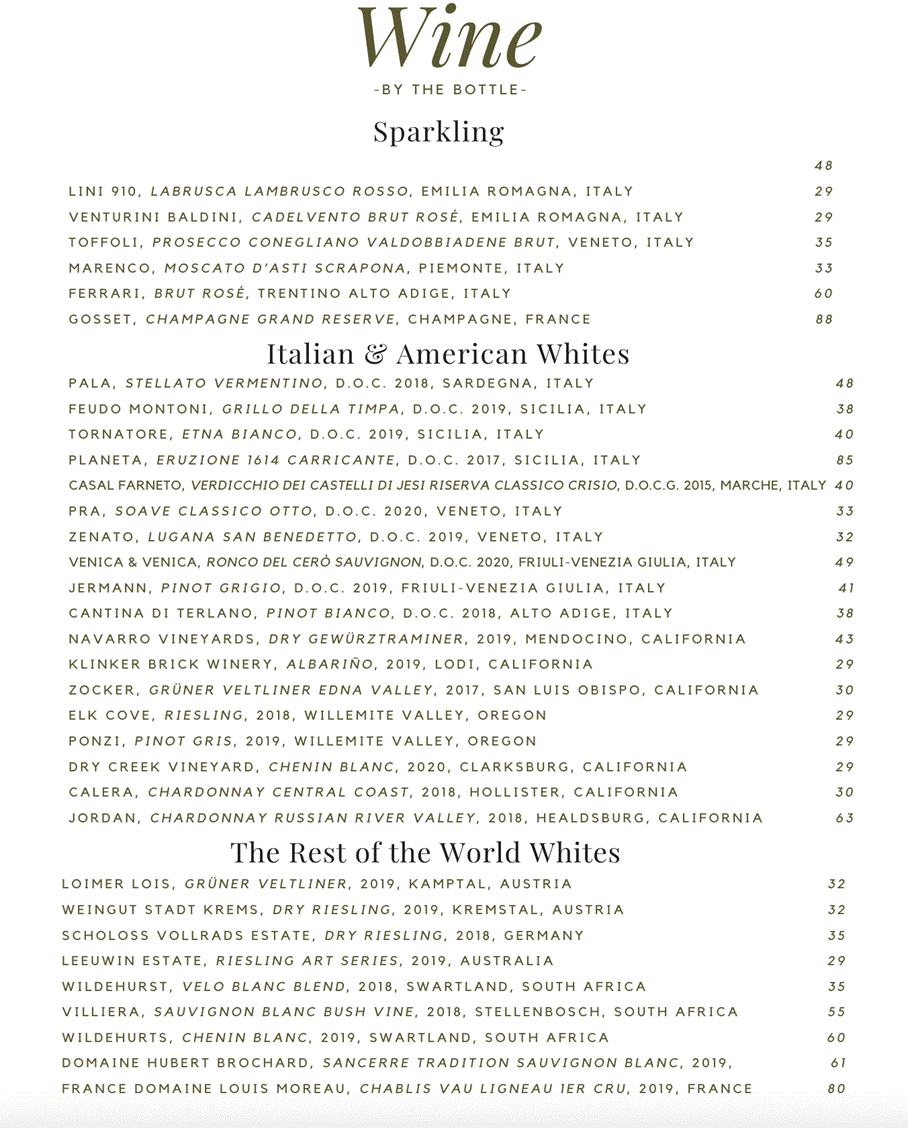 Wine
-BY THE BOTTLE-
Sparkling
48
LINI 910, LABRUSCA LAMBRUSCO ROSSO, EMILIA ROMAGNA, ITALY 29
VENTURINI BALDINI, CADELVENTO BRUT ROSÉ, EMILIA ROMAGNA, ITALY 29
TOFFOLI, PROSECCO CONEGLIANO VALDOBBIADENE BRUT, VENETO, ITALY 35
MARENCO, MOSCATO D'ASTI SCRAPONA, PIEMONTE, ITALY 33
FERRARI, BRUT ROSÉ, TRENTINO ALTO ADIGE, ITALY 60
GOSSET, CHAMPAGNE GRAND RESERVE, CHAMPAGNE, FRANCE 88
Italian & American Whites
PALA, STELLATO VERMENTINO, D.O.C. 2018, SARDEGNA, ITALY 48
FEUDO MONTONI, GRILLO DELLA TIMPA, D.O.C. 2019, SICILIA, ITALY 38
TORNATORE, ETNA BIANCO, D.O.C. 2019, SICILIA, ITALY 40
PLANETA, ERUZIONE 1614 CARRICANTE, D.O.C. 2017, SICILIA, ITALY 85
CASAL FARNETO, VERDICCHIO DEI CASTELLI DI JESI RISERVA CLASSICO CRISIO, D.O.C.G. 2015, MARCHE, ITALY 40
PRA, SOAVE CLASSICO OTTO, D.O.C. 2020, VENETO, ITALY 33
ZENATO, LUGANA SAN BENEDETTO, D.O.C. 2019, VENETO, ITALY 32
VENICA & VENICA, RONCO DEL CERÒ SAUVIGNON, D.O.C. 2020, FRIULI-VENEZIA GIULIA, ITALY 49
JERMANN, PINOT GRIGIO, D.O.C. 2019, FRIULI-VENEZIA GIULIA, ITALY 41
CANTINA DI TERLANO, PINOT BIANCO, D.O.C. 2018, ALTO ADIGE, ITALY 38
NAVARRO VINEYARDS, DRY GEWÜRZTRAMINER, 2019, MENDOCINO, CALIFORNIA 43
KLINKER BRICK WINERY, ALBARIÑO, 2019, LODI, CALIFORNIA 29
ZOCKER, GRÜNER VELTLINER EDNA VALLEY, 2017, SAN LUIS OBISPO, CALIFORNIA 30
ELK COVE, RIESLING, 2018, WILLEMITE VALLEY, OREGON 29
PONZI, PINOT GRIS, 2019, WILLEMITE VALLEY, OREGON 29
DRY CREEK VINEYARD, CHENIN BLANC, 2020, CLARKSBURG, CALIFORNIA 29
CALERA, CHARDONNAY CENTRAL COAST, 2018, HOLLISTER, CALIFORNIA 30
JORDAN, CHARDONNAY RUSSIAN RIVER VALLEY, 2018, HEALDSBURG, CALIFORNIA 63
The Rest of the World Whites
LOIMER LOIS, GRÜNER VELTLINER, 2019, KAMPTAL, AUSTRIA 32
WEINGUT STADT KREMS, DRY RIESLING, 2019, KREMSTAL, AUSTRIA 32
SCHOLOSS VOLLRADS ESTATE, DRY RIESLING, 2018, GERMANY 35
LEEUWIN ESTATE, RIESLING ART SERIES, 2019, AUSTRALIA 29
WILDEHURST, VELO BLANC BLEND, 2018, SWARTLAND, SOUTH AFRICA 35
VILLIERA, SAUVIGNON BLANC BUSH VINE, 2018, STELLENBOSCH, SOUTH AFRICA 55
WILDEHURTS, CHENIN BLANC, 2019, SWARTLAND, SOUTH AFRICA 60
DOMAINE HUBERT BROCHARD, SANCERRE TRADITION SAUVIGNON BLANC, 2019, 61
FRANCE DOMAINE LOUIS MOREAU, CHABLIS VAU LIGNEAU 1ER CRU, 2019, FRANCE 80